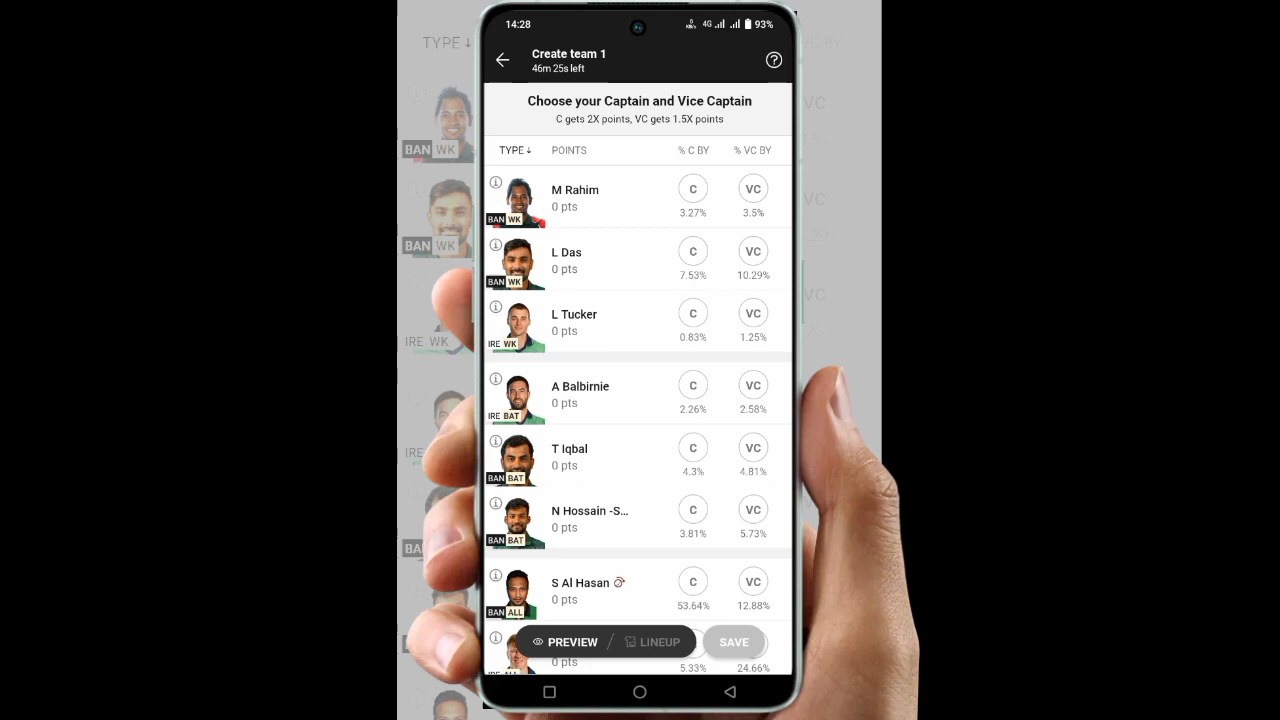 14:28
4G 93%
Create team 1
46m 25s left
Choose your Captain and Vice Captain
C gets 2X points, VC gets 1.5X points
TYPE↓ POINTS % C BY % VC BY
M Rahim
0 pts
C VC
3.27% 3.5%
BAN WK
L Das
0 pts
C VC
7.53% 10.29%
BAN WK
L Tucker
0 pts
C VC
0.83% 1.25%
IRE WK
A Balbirnie
0 pts
C VC
2.26% 2.58%
IRE BAT
T Iqbal
0 pts
C VC
4.3% 4.81%
BAN BAT
N Hossain -S...
0 pts
C VC
3.81% 5.73%
BAN BAT
S Al Hasan
0 pts
C VC
53.64% 12.88%
BAN ALL
PREVIEW LINEUP SAVE
0 pts
5.33% 24.66%
IRE ALL
TYPE↓
BAN WK
BAN WK
IRE WK
IRE
VC BY
VC
VC
VC